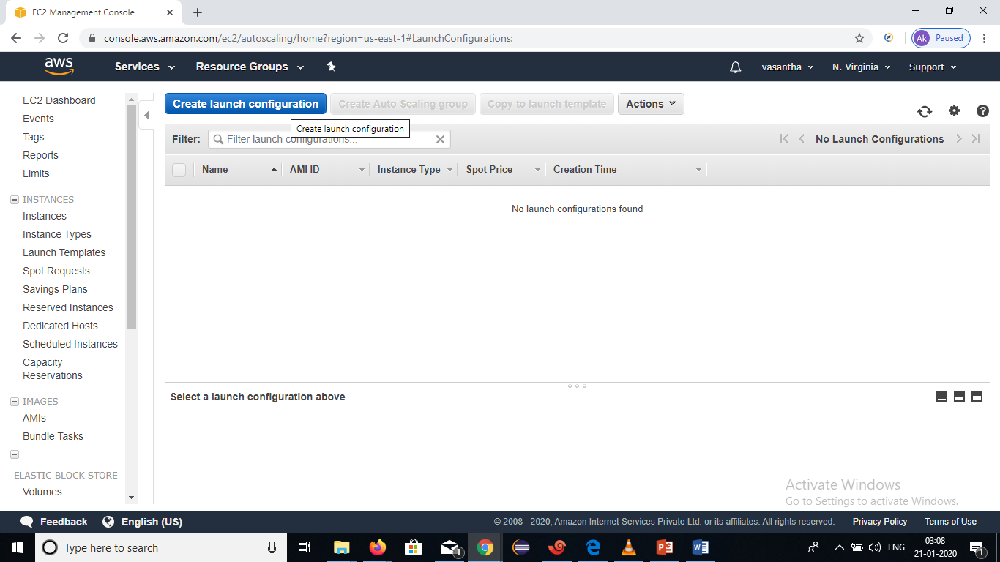 EC2 Management Console
console.aws.amazon.com/ec2/autoscaling/home?region=us-east-1#LaunchConfigurations:
Ak Paused
aws Services Resource Groups vasantha N. Virginia Support
EC2 Dashboard
Events
Tags
Reports
Limits
INSTANCES
Instances
Instance Types
Launch Templates
Spot Requests
Savings Plans
Reserved Instances
Dedicated Hosts
Scheduled Instances
Capacity
Reservations
IMAGES
AMIs
Bundle Tasks
ELASTIC BLOCK STORE
Volumes
Create launch configuration Create Auto Scaling group Copy to launch template Actions
Create launch configuration
Filter: Filter launch configurations... No Launch Configurations
Name AMI ID Instance Type Spot Price Creation Time
No launch configurations found
Select a launch configuration above
Activate Windows
Go to Settings to activate Windows.
Feedback English (US) © 2008 - 2020, Amazon Internet Services Private Ltd. or its affiliates. All rights reserved. Privacy Policy Terms of Use
Type here to search 1 ENG 03:08
21-01-2020 1